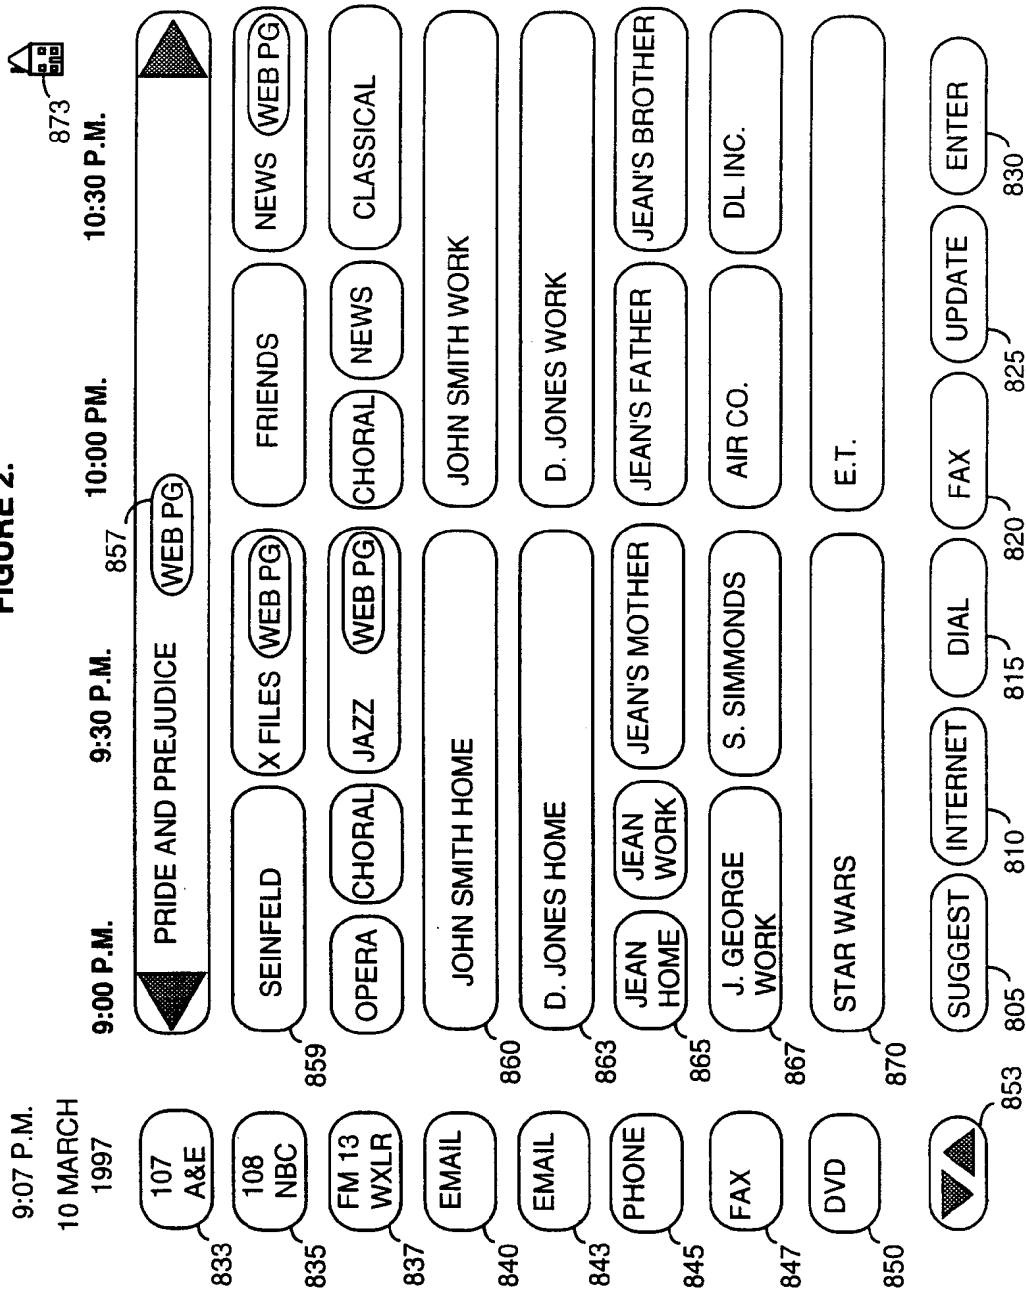 FIGURE 2.
9:07 P.M.
10 MARCH
1997
873
9:00 P.M.
9:30 P.M.
10:00 PM.
10:30 P.M.
857
107
A&E
833
PRIDE AND PREJUDICE
WEB PG
108
NBC
835
SEINFELD
859
X FILES
WEB PG
FRIENDS
NEWS
WEB PG
FM 13
WXLR
837
OPERA
CHORAL
JAZZ
WEB PG
CHORAL
NEWS
CLASSICAL
EMAIL
840
JOHN SMITH HOME
860
JOHN SMITH WORK
EMAIL
843
D. JONES HOME
863
D. JONES WORK
PHONE
845
JEAN
HOME
865
JEAN
WORK
JEAN'S MOTHER
JEAN'S FATHER
JEAN'S BROTHER
FAX
847
J. GEORGE
WORK
867
S. SIMMONDS
AIR CO.
DL INC.
DVD
850
STAR WARS
870
E.T.
853
SUGGEST
805
INTERNET
810
DIAL
815
FAX
820
UPDATE
825
ENTER
830